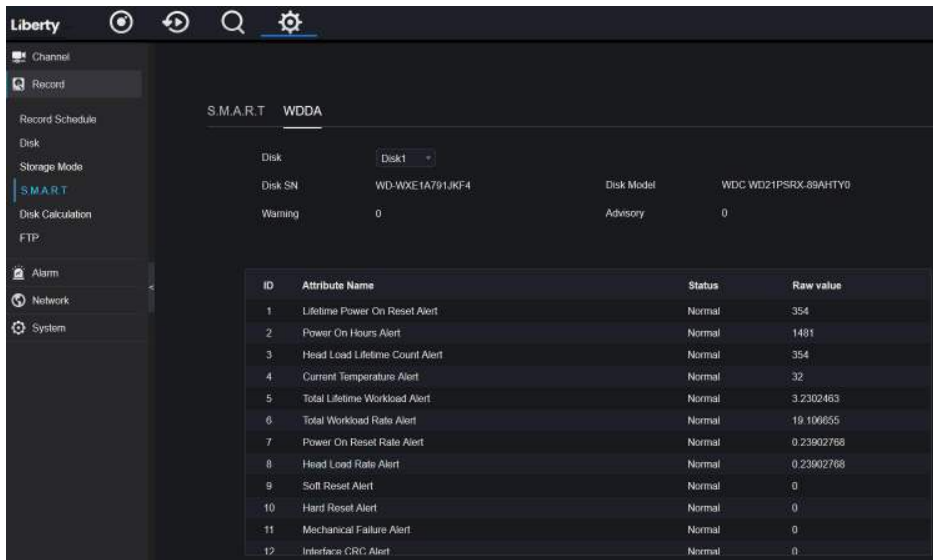 Liberty
Channel
Record
Record Schedule
Disk
Storage Mode
S.M.A.R.T
Disk Calculation
FTP
Alarm
Network
System
<
S.M.A.R.T WDDA
Disk Disk1
Disk SN WD-WXE1A791JKF4 Disk Model WDC WD21PSRX-89AHTY0
Warning 0 Advisory 0
ID Attribute Name Status Raw value
1 Lifetime Power On Reset Alert Normal 354
2 Power On Hours Alert Normal 1481
3 Head Load Lifetime Count Alert Normal 354
4 Current Temperature Alert Normal 32
5 Total Lifetime Workload Alert Normal 3.2302463
6 Total Workload Rate Alert Normal 19.106655
7 Power On Reset Rate Alert Normal 0.23902768
8 Head Load Rate Alert Normal 0.23902768
9 Soft Reset Alert Normal 0
10 Hard Reset Alert Normal 0
11 Mechanical Failure Alert Normal 0
12 Interface CRC Alert Normal 0